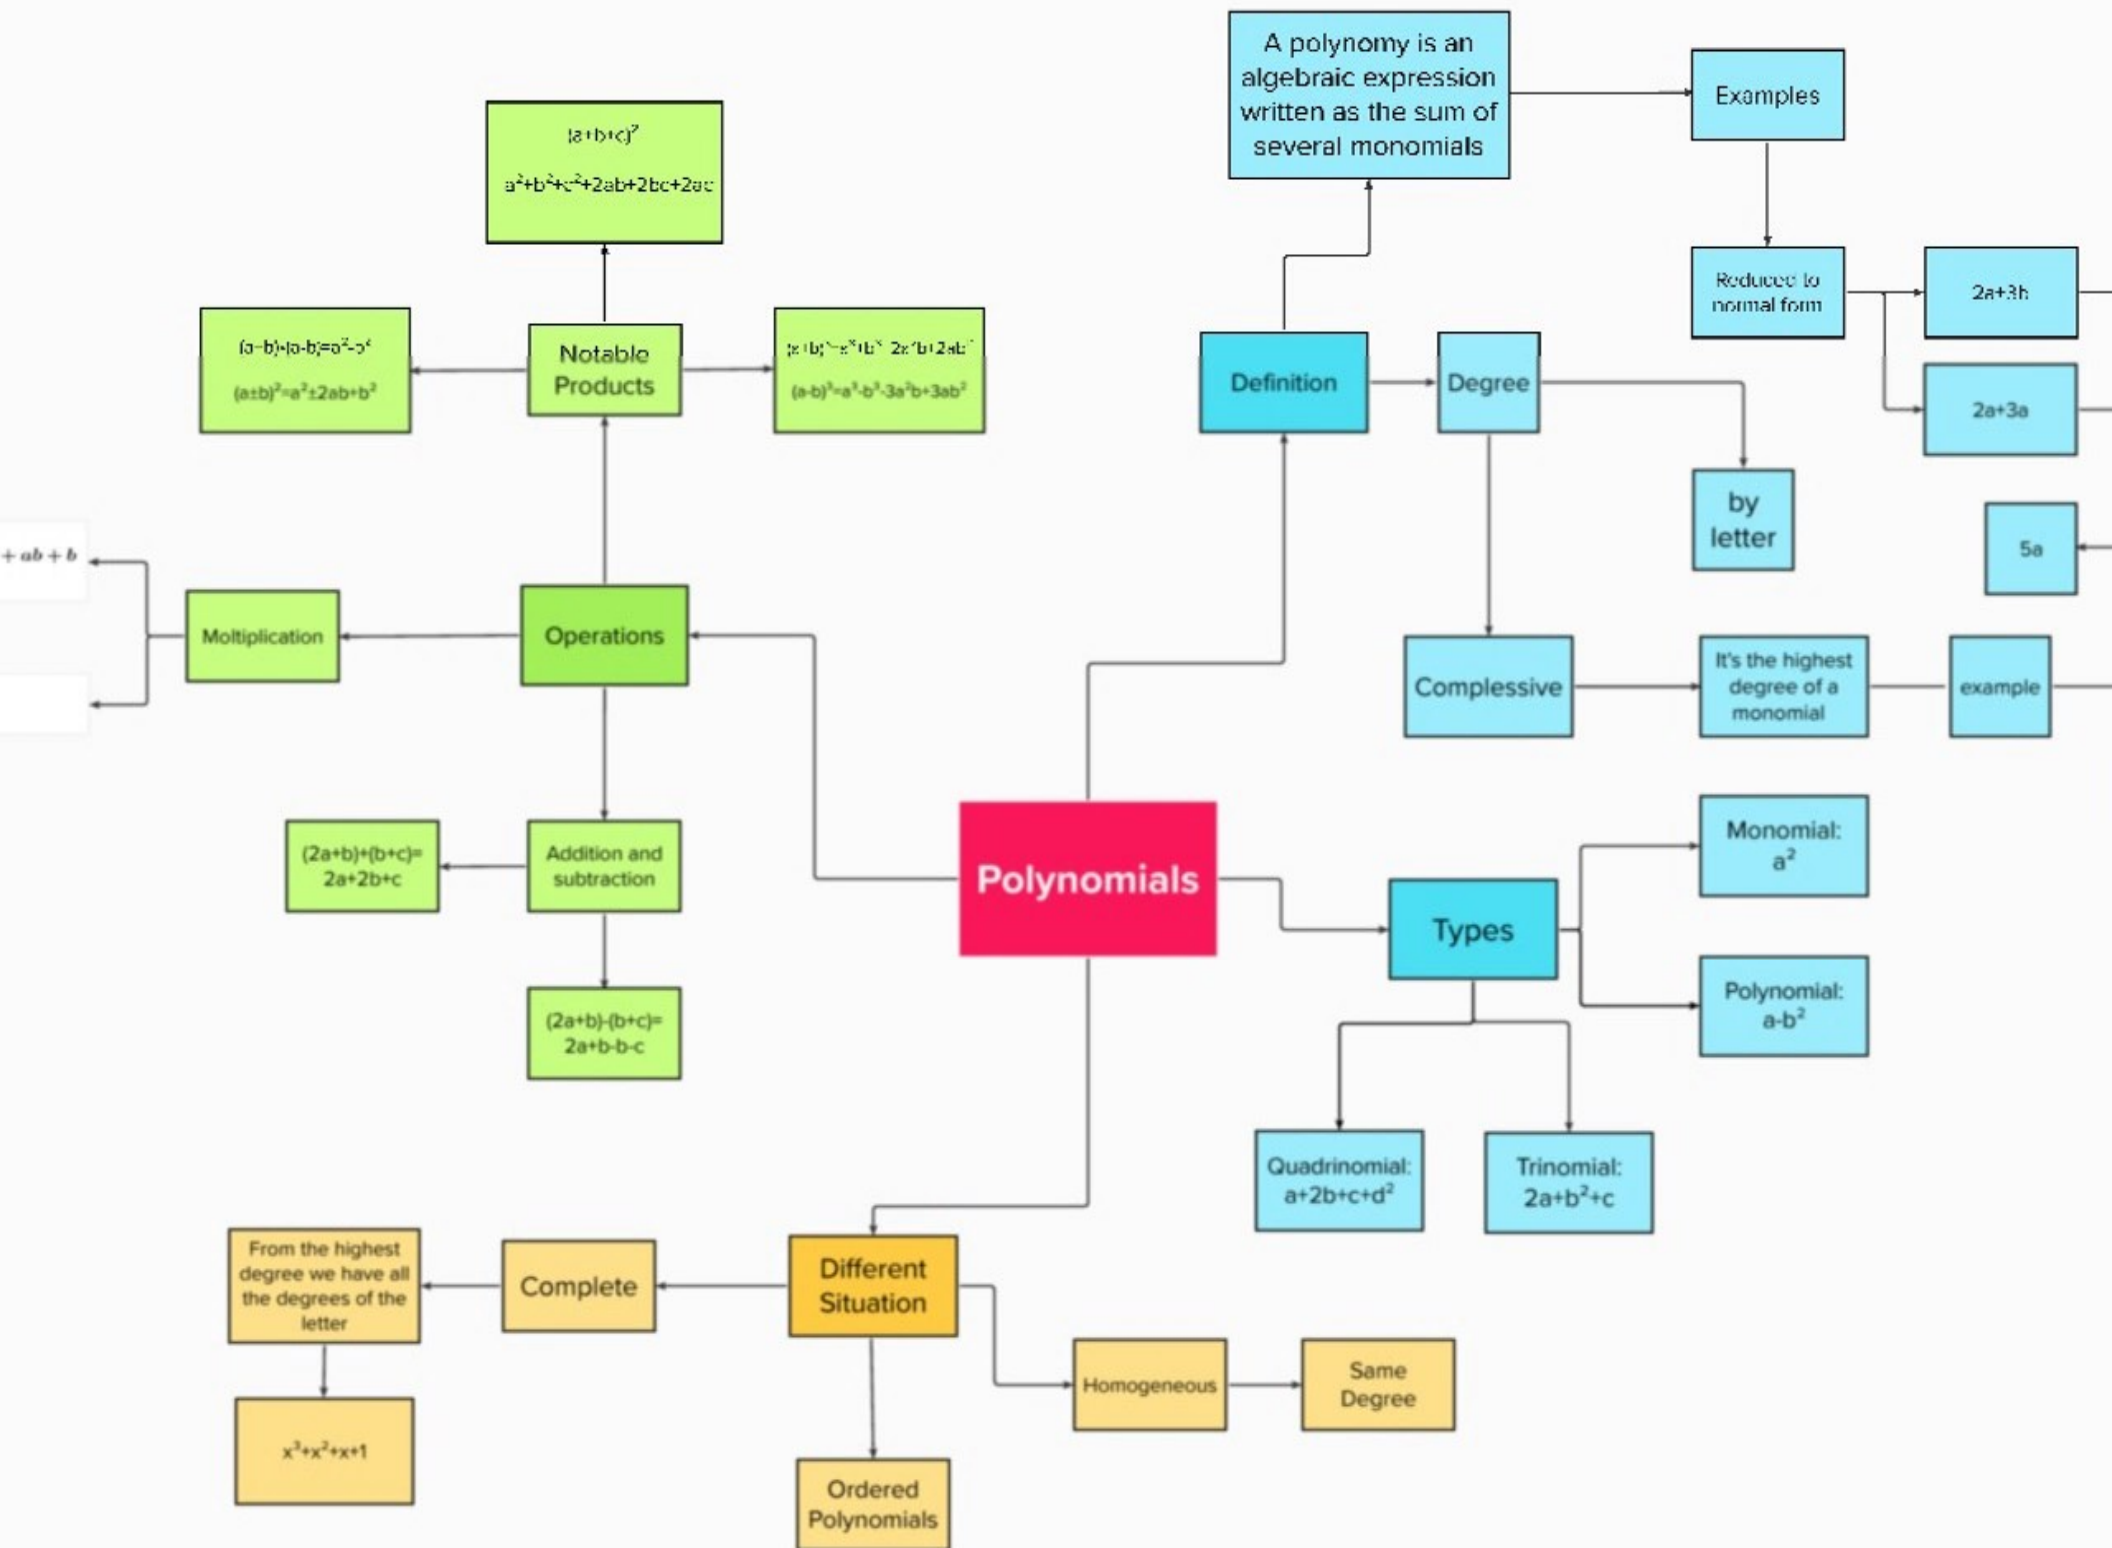 A polynomy is an
algebraic expression
written as the sum of
several monomials
Examples
(a+b+c)²
a²+b²+c²+2ab+2bc+2ac
Reduced to
normal form
2a+3b
2a+3a
Notable
Products
(a±b)²=a²±2ab+b²
(a-b)³=a³-b³-3a²b+3ab²
Definition
Degree
by
letter
5a
+ ab + b
Moltiplication
Operations
Complessive
It's the highest
degree of a
monomial
example
(2a+b)+(b+c)=
2a+2b+c
Addition and
subtraction
(2a+b)-(b+c)=
2a+b-b-c
Polynomials
Types
Monomial:
a²
Polynomial:
a-b²
Quadrinomial:
a+2b+c+d²
Trinomial:
2a+b²+c
From the highest
degree we have all
the degrees of the
letter
Complete
Different
Situation
x³+x²+x+1
Homogeneous
Same
Degree
Ordered
Polynomials